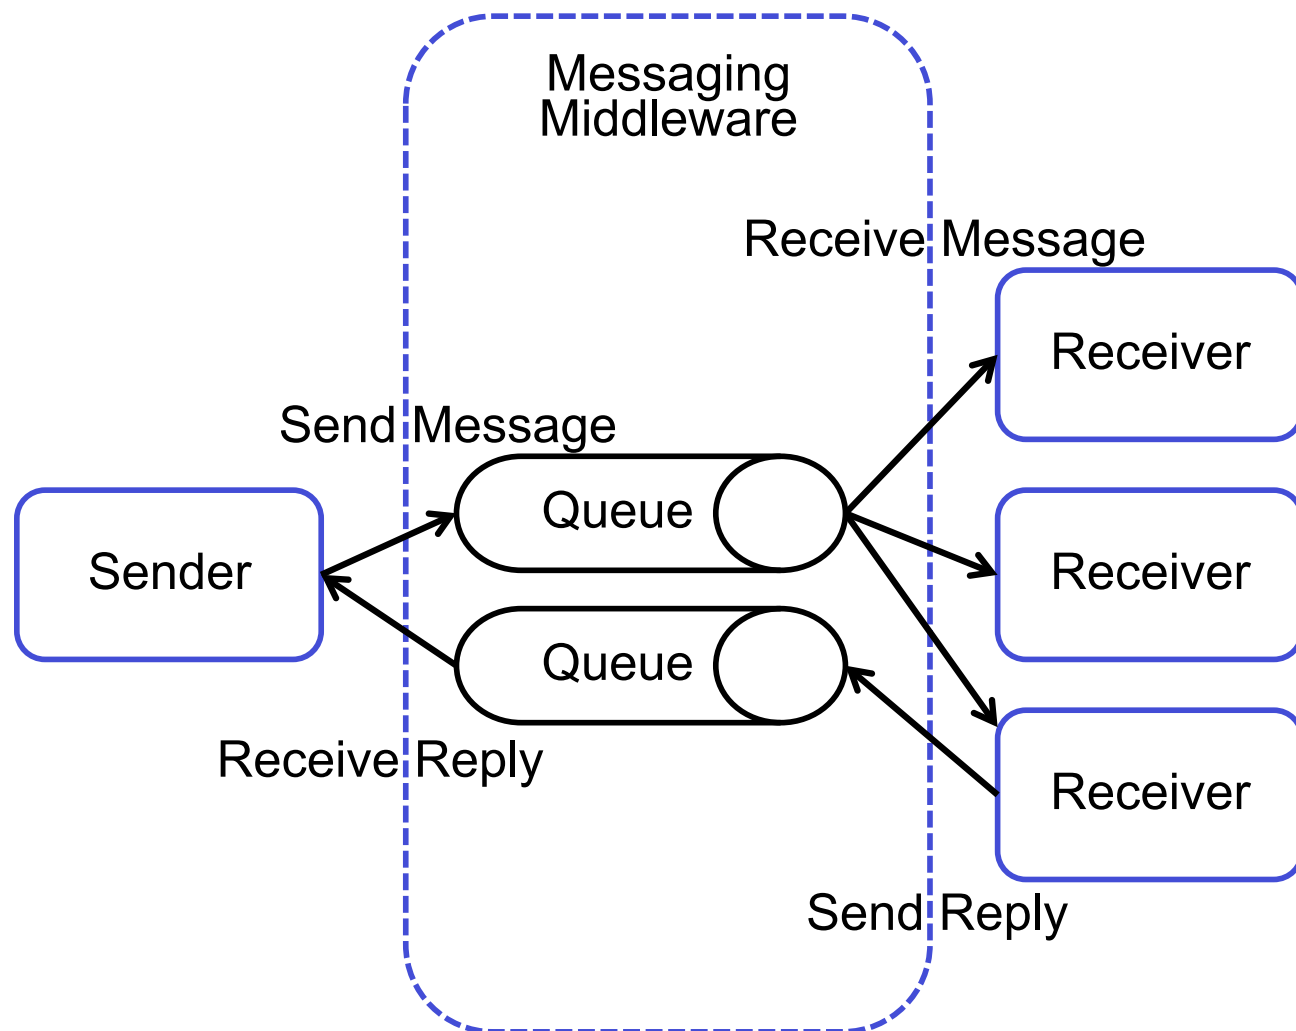 Messaging
Middleware
Receive Message
Receiver
Send Message
Queue
Sender
Receiver
Queue
Receive Reply
Receiver
Send Reply